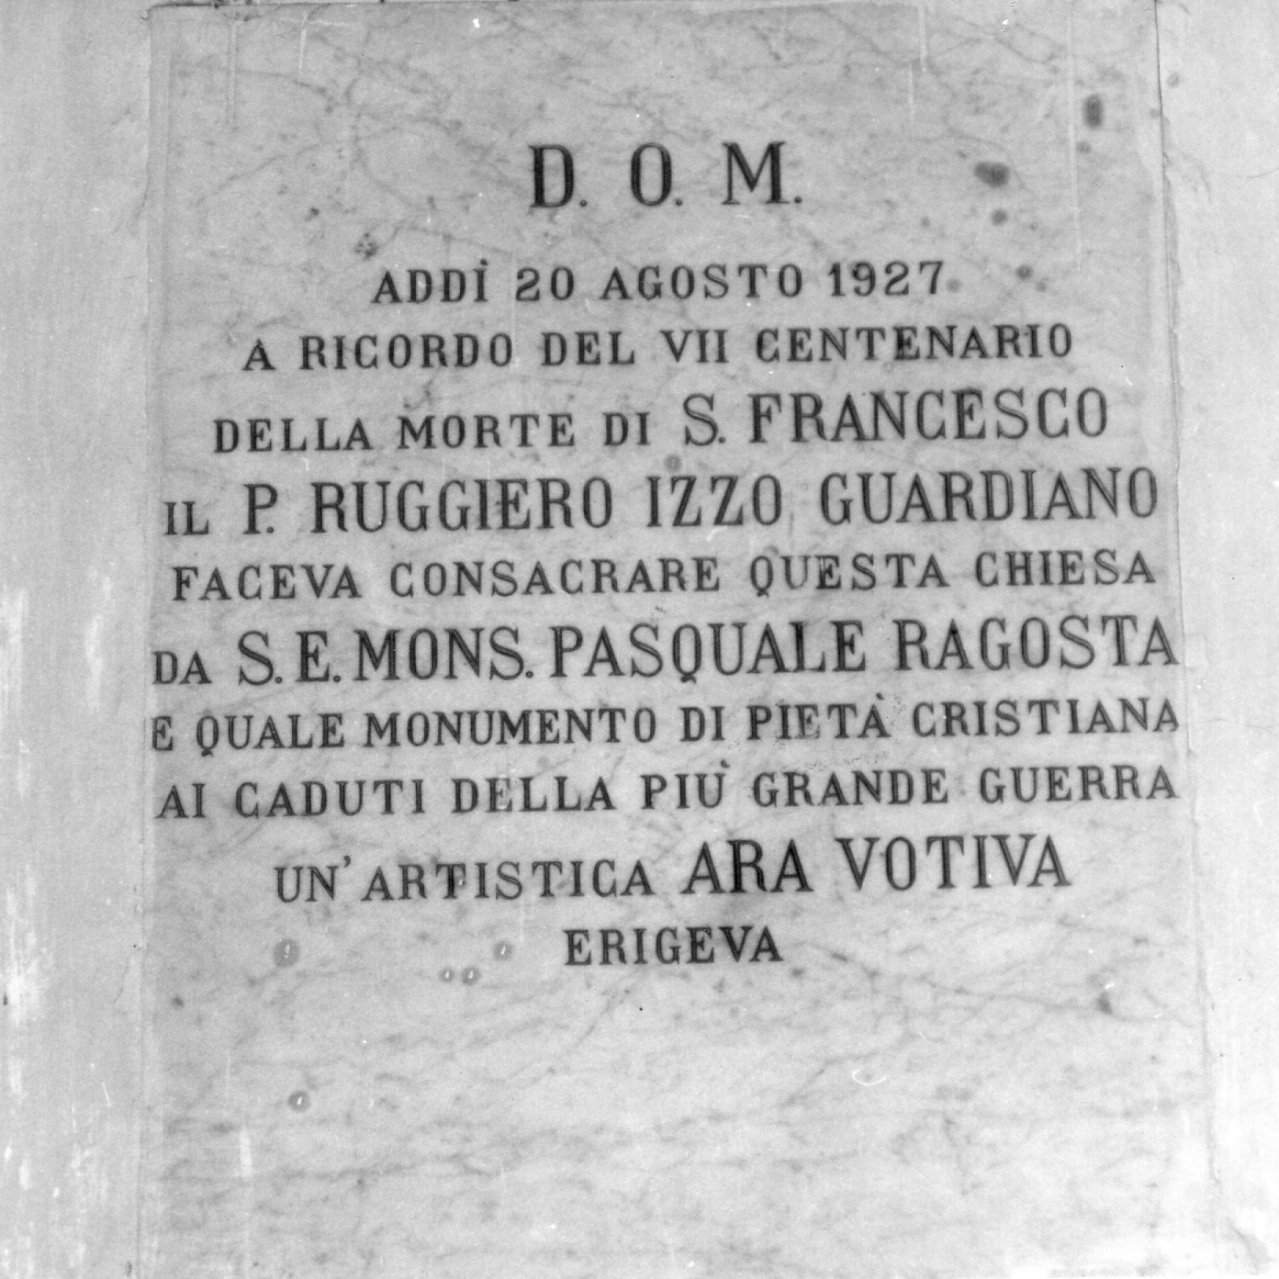 D. O. M.
ADDÌ 20 AGOSTO 1927
A RICORDO DEL VII CENTENARIO
DELLA MORTE DI S. FRANCESCO
IL P. RUGGIERO IZZO GUARDIANO
FACEVA CONSACRARE QUESTA CHIESA
DA S. E. MONS. PASQUALE RAGOSTA
E QUALE MONUMENTO DI PIETÀ CRISTIANA
AI CADUTI DELLA PIÙ GRANDE GUERRA
UN'ARTISTICA ARA VOTIVA
ERIGEVA